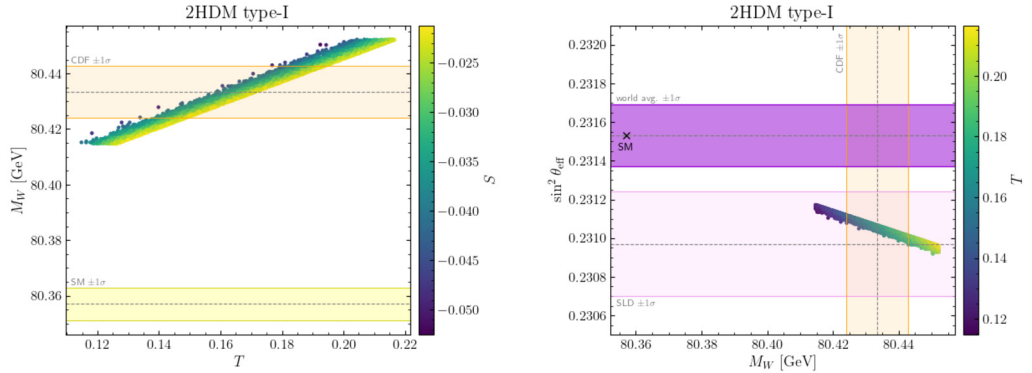 2HDM type-I
CDF ±1σ
SM ±1σ
80.44
80.42
80.40
80.38
80.36
M_W [GeV]
0.12
0.14
0.16
0.18
0.20
0.22
T
−0.025
−0.030
−0.035
−0.040
−0.045
−0.050
S
2HDM type-I
CDF ±1σ
world avg. ±1σ
SM
SLD ±1σ
0.2320
0.2318
0.2316
0.2314
0.2312
0.2310
0.2308
0.2306
sin² θ_eff
80.36
80.38
80.40
80.42
80.44
M_W [GeV]
0.20
0.18
0.16
0.14
0.12
T